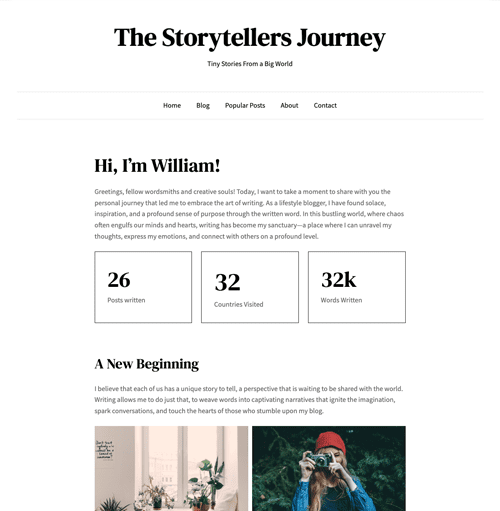 The Storytellers Journey
Tiny Stories From a Big World
Home Blog Popular Posts About Contact
Hi, I'm William!
Greetings, fellow wordsmiths and creative souls! Today, I want to take a moment to share with you the
personal journey that led me to embrace the art of writing. As a lifestyle blogger, I have found solace,
inspiration, and a profound sense of purpose through the written word. In this bustling world, where chaos
often engulfs our minds and hearts, writing has become my sanctuary—a place where I can unravel my
thoughts, express my emotions, and connect with others on a profound level.
26
Posts written
32
Countries Visited
32k
Words Written
A New Beginning
I believe that each of us has a unique story to tell, a perspective that is waiting to be shared with the world.
Writing allows me to do just that, to weave words into captivating narratives that ignite the imagination,
spark conversations, and touch the hearts of those who stumble upon my blog.